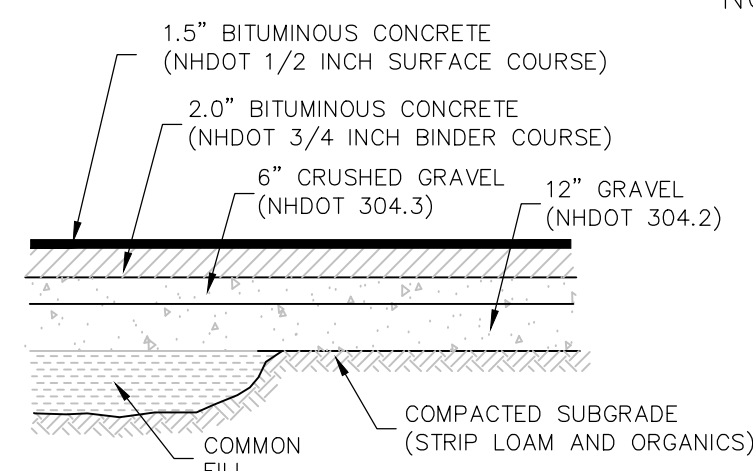 1.5" BITUMINOUS CONCRETE
(NHDOT 1/2 INCH SURFACE COURSE)
2.0" BITUMINOUS CONCRETE
(NHDOT 3/4 INCH BINDER COURSE)
6" CRUSHED GRAVEL
(NHDOT 304.3)
12" GRAVEL
(NHDOT 304.2)
COMPACTED SUBGRADE
(STRIP LOAM AND ORGANICS)
COMMON
FILL